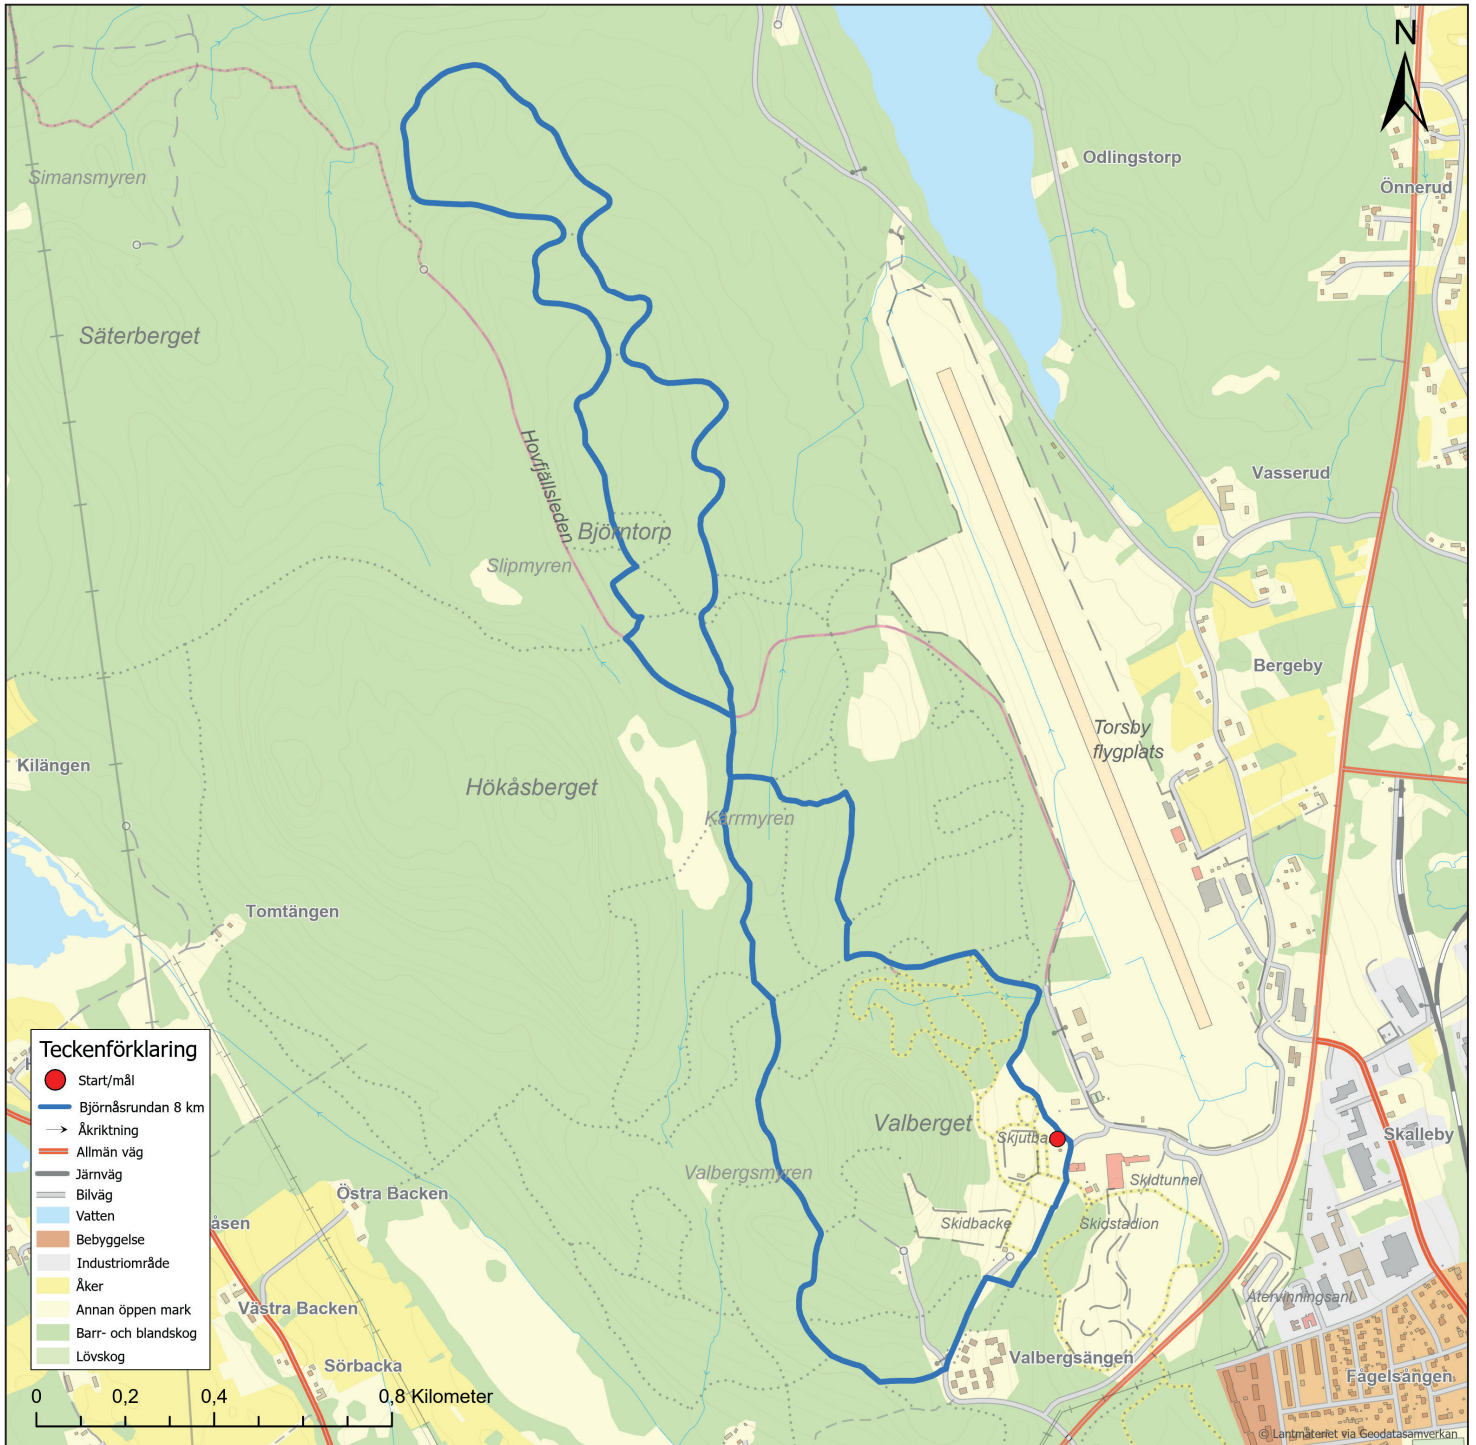 N
Odlingstorp
Önnerud
Simansmyren
Säterberget
Hovfjällsleden
Vasserud
Björntorp
Slipmyren
Bergeby
Torsby
flygplats
Kilängen
Hökåsberget
Kärrmyren
Tomtängen
Teckenförklaring
Start/mål
Björnåsrundan 8 km
Åkriktning
Allmän väg
Järnväg
Bilväg
Vatten
Bebyggelse
Industriområde
Åker
Annan öppen mark
Barr- och blandskog
Lövskog
Valberget
Skjutba
Skalleby
Valbergsmyren
Skidtunnel
Östra Backen
åsen
Skidbacke
Skidstadion
Återvinningsanl.
Västra Backen
Valbergsängen
Sörbacka
Fågelsången
0 0,2 0,4 0,8 Kilometer
© Lantmäteriet via Geodatasamverkan